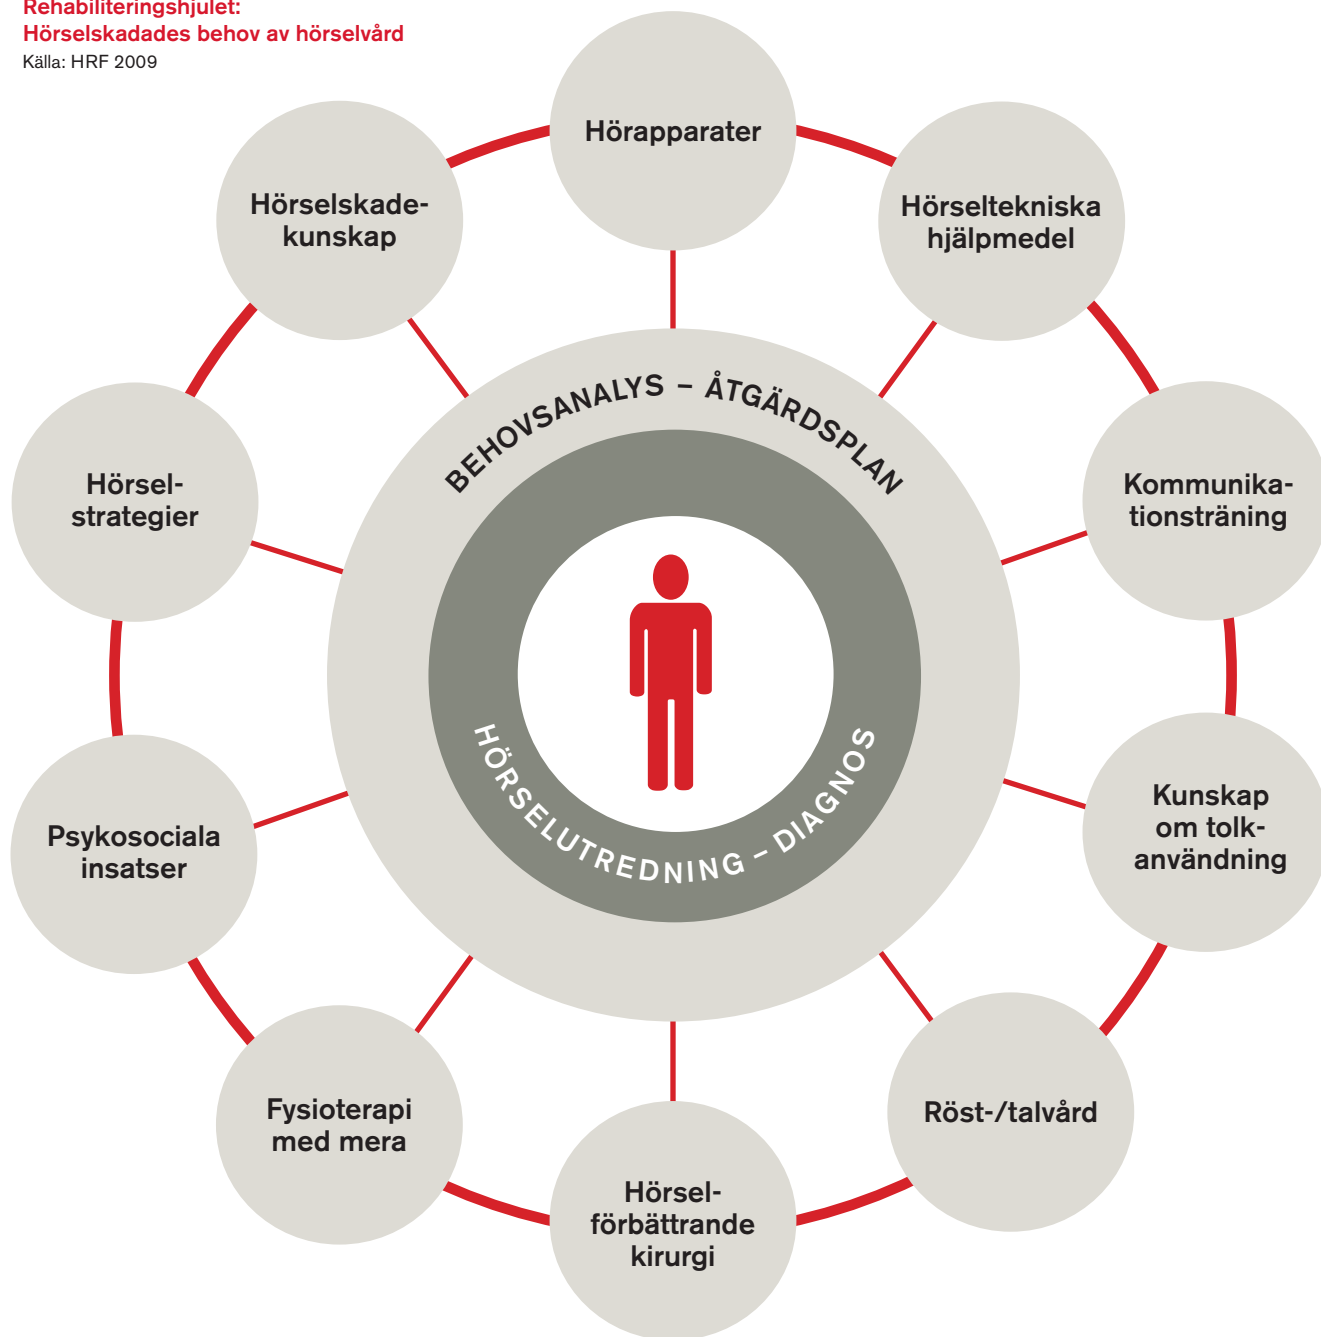 Rehabiliteringshjulet:
Hörselskadades behov av hörselvård
Källa: HRF 2009
Hörapparater
Hörseltekniska
hjälpmedel
Kommunika-
tionsträning
Kunskap
om tolk-
användning
Röst-/talvård
Hörsel-
förbättrande
kirurgi
Fysioterapi
med mera
Psykosociala
insatser
Hörsel-
strategier
Hörselskade-
kunskap
BEHOVSANALYS – ÅTGÄRDSPLAN
HÖRSELUTREDNING – DIAGNOS